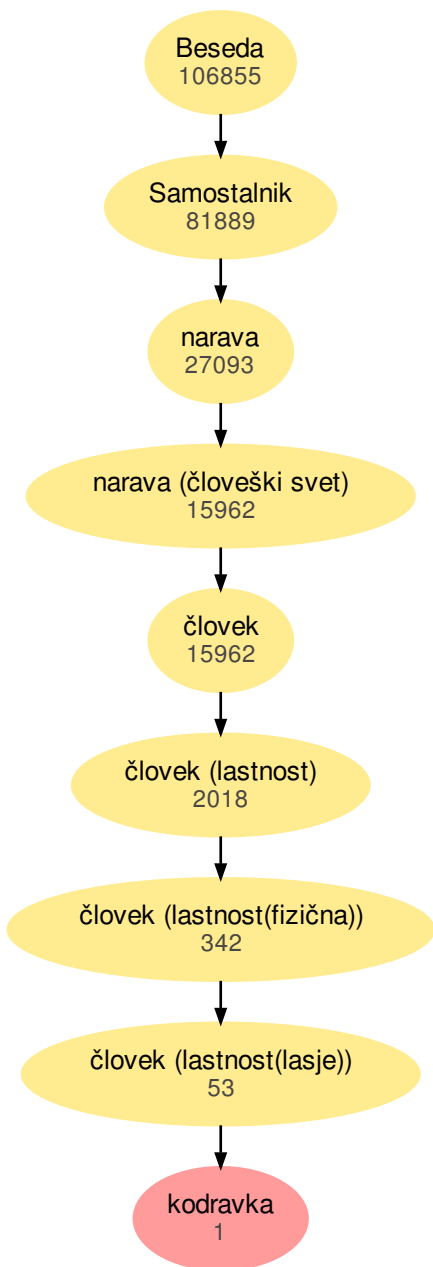 Beseda
106855
Samostalnik
81889
narava
27093
narava (človeški svet)
15962
človek
15962
človek (lastnost)
2018
človek (lastnost(fizična))
342
človek (lastnost(lasje))
53
kodravka
1